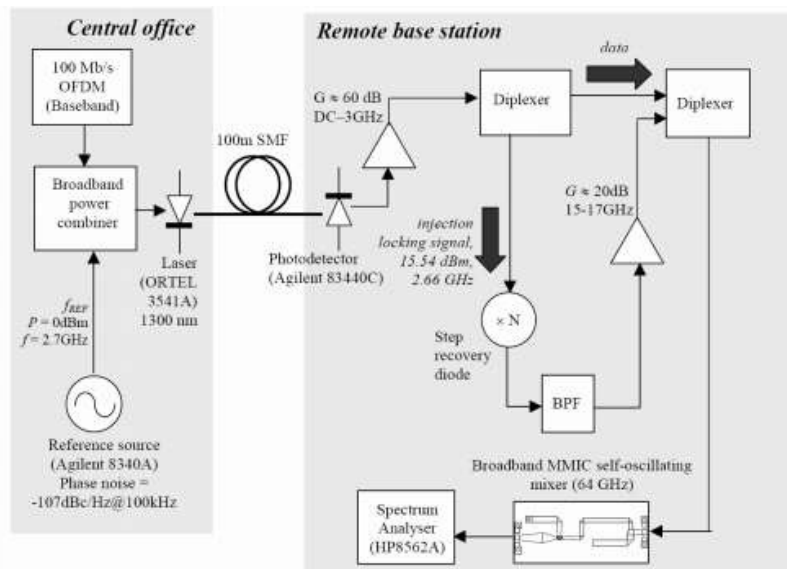 Central office
100 Mb/s
OFDM
(Baseband)
Broadband
power
combiner
f_REF
P = 0dBm
f = 2.7GHz
Reference source
(Agilent 8340A)
Phase noise =
-107dBc/Hz@100kHz
Laser
(ORTEL
3541A)
1300 nm
100m SMF
Remote base station
Photodetector
(Agilent 83440C)
G ≈ 60 dB
DC–3GHz
Diplexer
data
Diplexer
injection
locking signal,
15.54 dBm,
2.66 GHz
× N
Step
recovery
diode
BPF
G ≈ 20dB
15-17GHz
Broadband MMIC self-oscillating
mixer (64 GHz)
Spectrum
Analyser
(HP8562A)